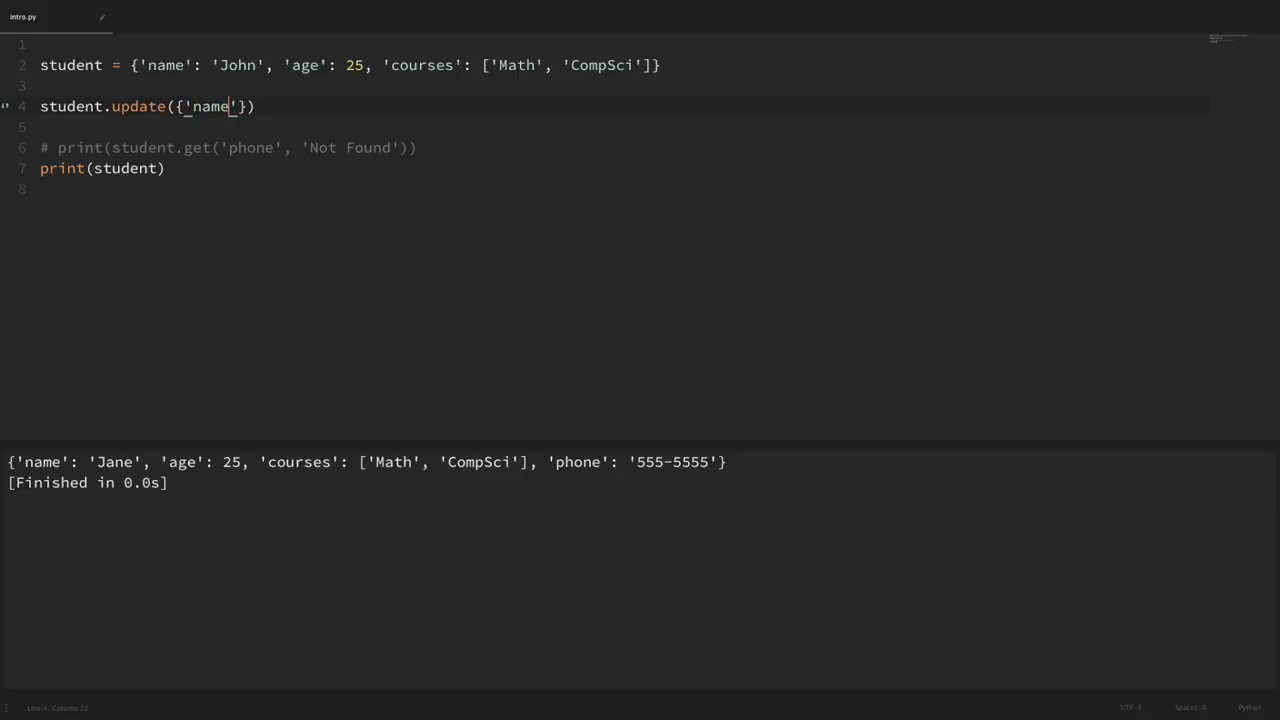 intro.py
1
2 student = {'name': 'John', 'age': 25, 'courses': ['Math', 'CompSci']}
3
4 student.update({'name'})
5
6 # print(student.get('phone', 'Not Found'))
7 print(student)
8
{'name': 'Jane', 'age': 25, 'courses': ['Math', 'CompSci'], 'phone': '555-5555'}
[Finished in 0.0s]
Line 4, Column 22 UTF-8 Spaces: 4 Python